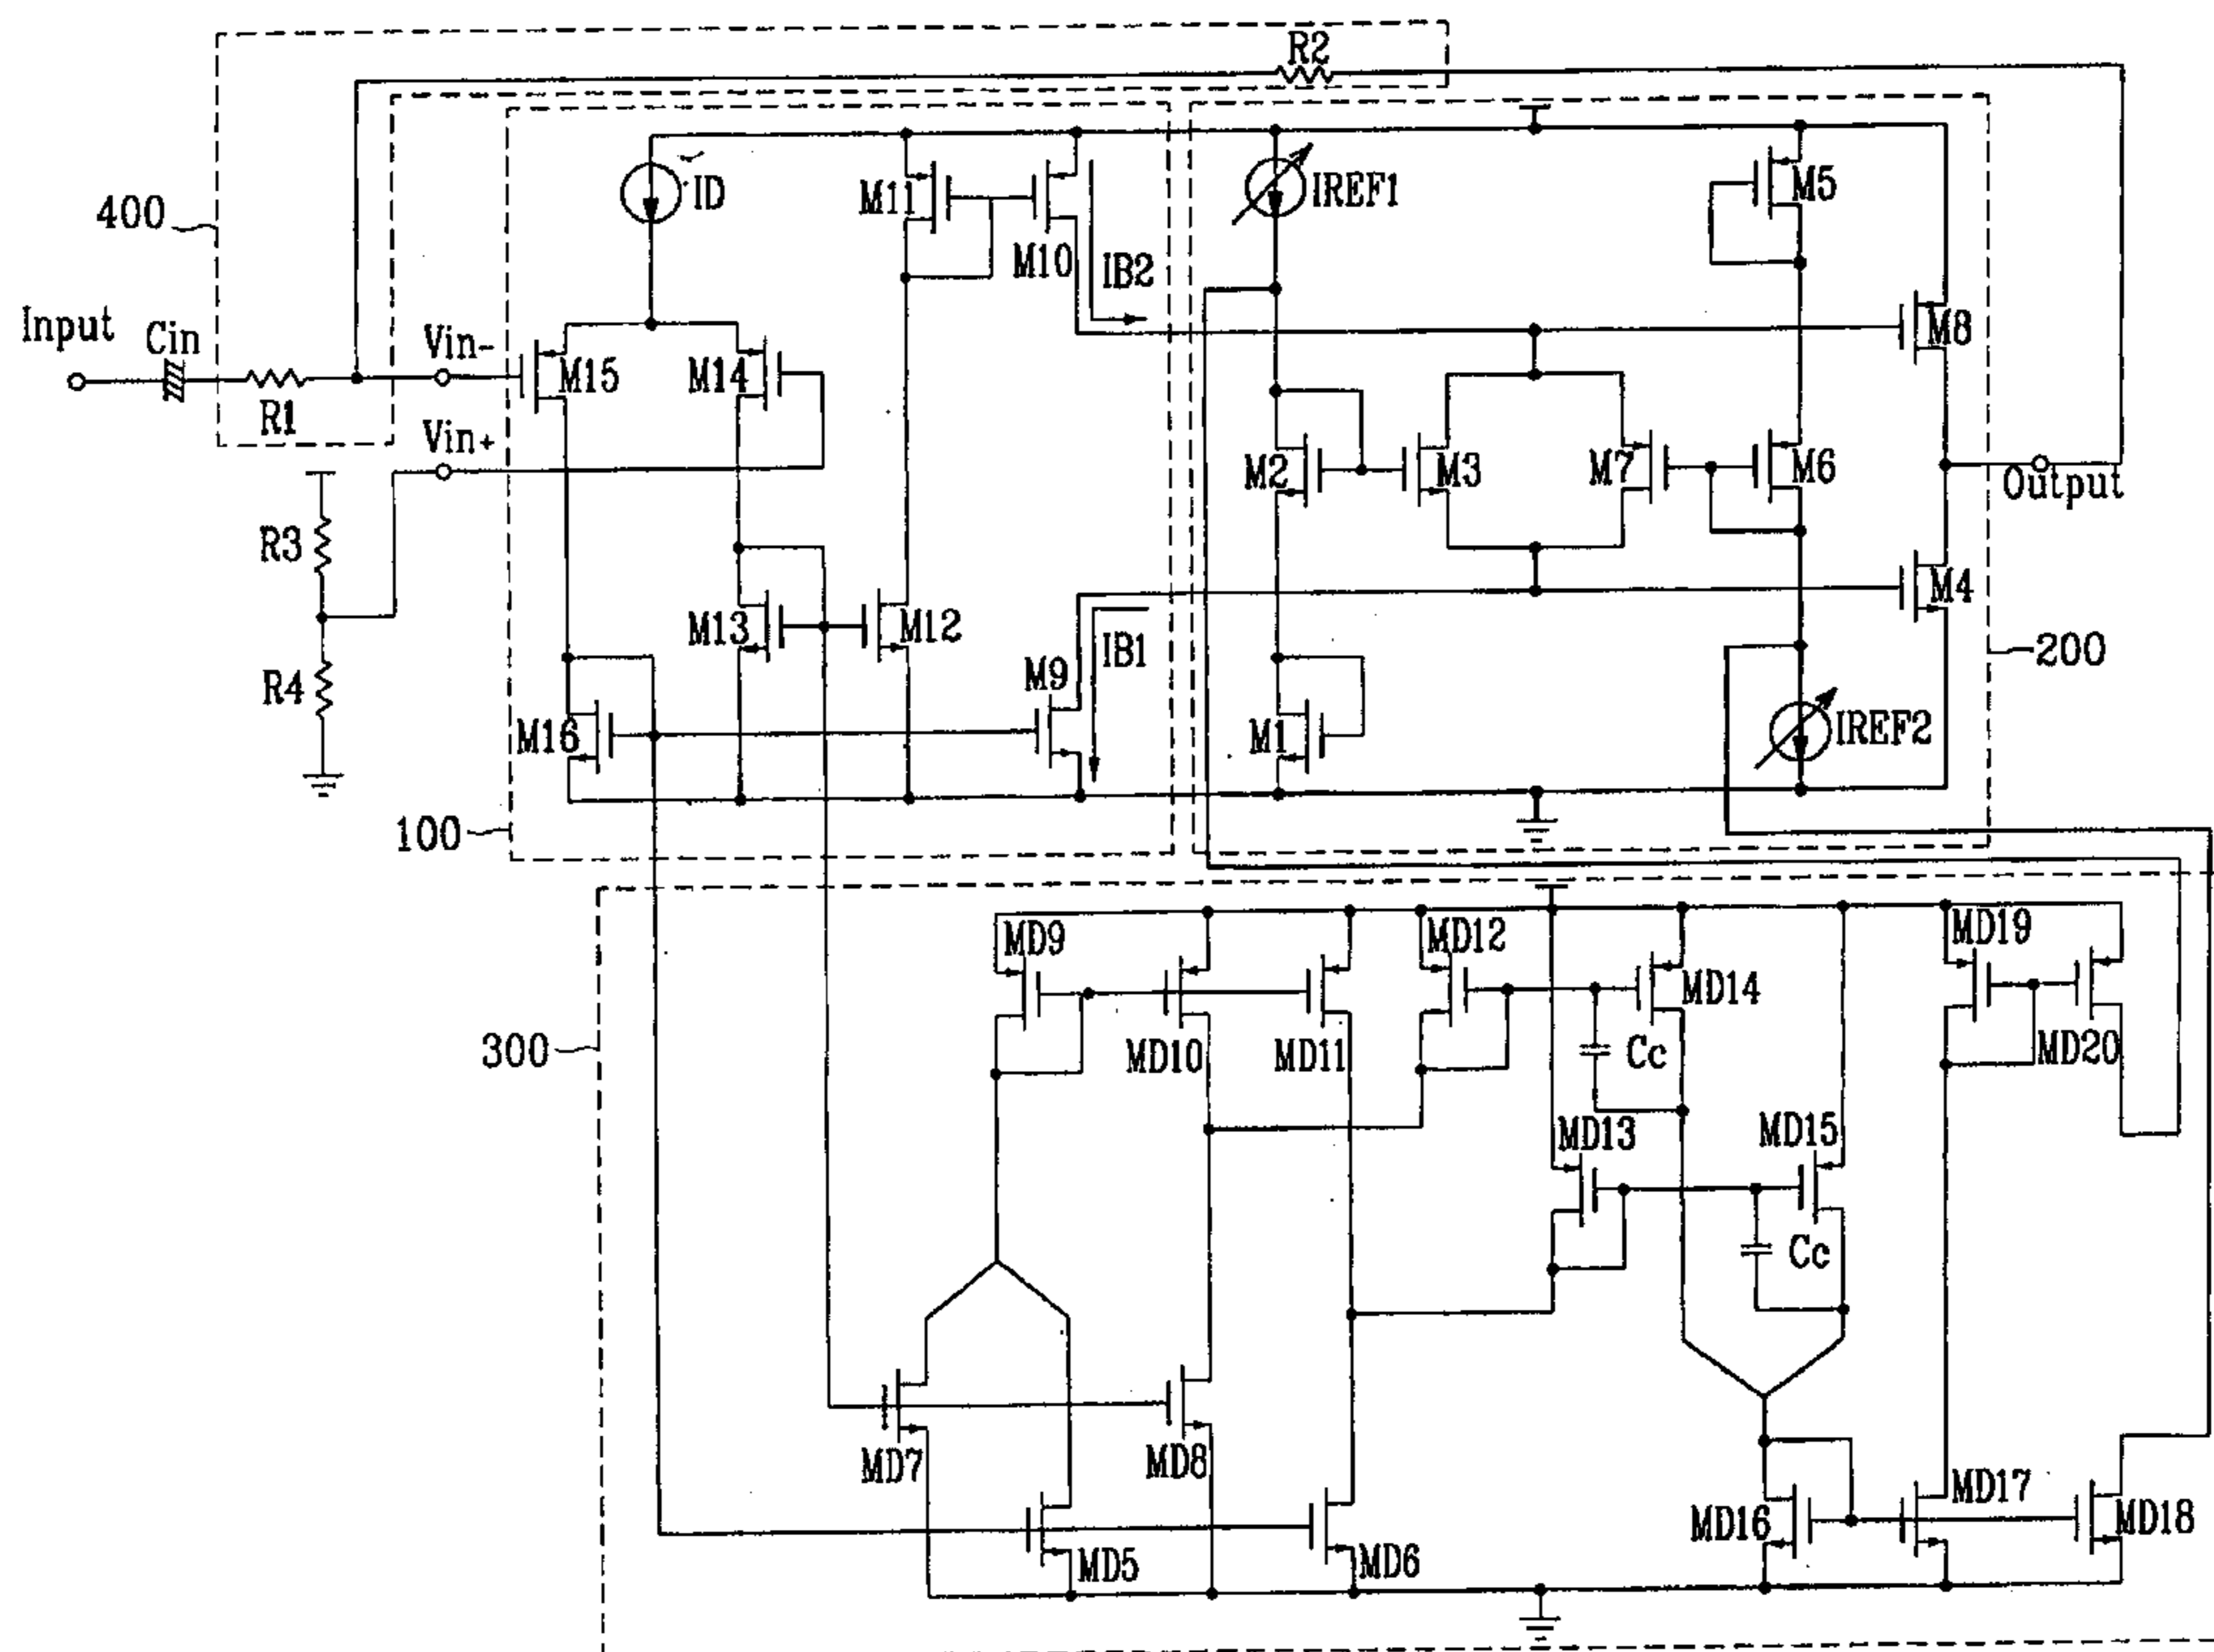 R2
400
ID
M11
M10
IB2
IREF1
M5
Input
Cin
R1
Vin-
Vin+
M15
M14
M8
M2
M3
M7
M6
Output
R3
R4
M13
M12
M9
IB1
M4
200
M16
M1
IREF2
100
300
MD9
MD10
MD11
MD12
MD14
Cc
MD19
MD20
MD13
MD15
Cc
MD7
MD8
MD5
MD6
MD16
MD17
MD18